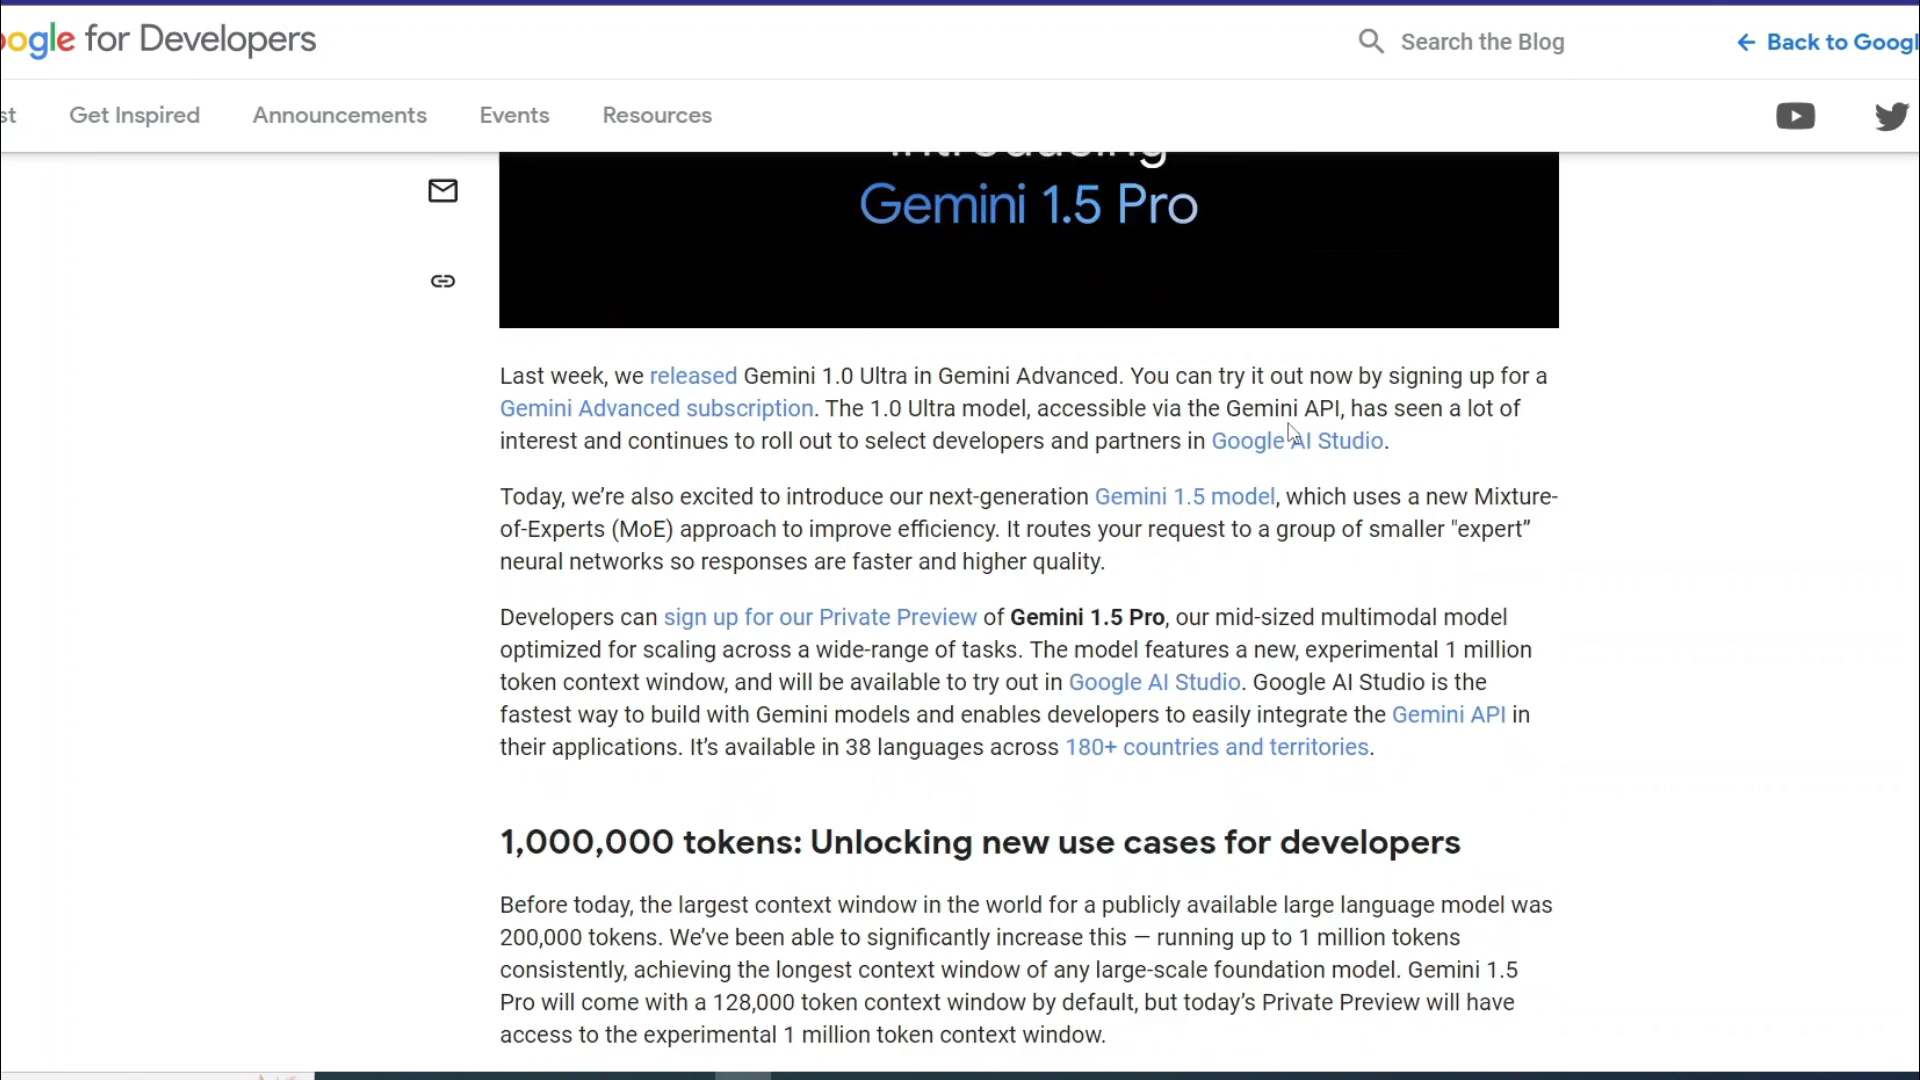 ogle for Developers
Search the Blog
← Back to Googl
st
Get Inspired
Announcements
Events
Resources
Introducing
Gemini 1.5 Pro
Last week, we released Gemini 1.0 Ultra in Gemini Advanced. You can try it out now by signing up for a
Gemini Advanced subscription. The 1.0 Ultra model, accessible via the Gemini API, has seen a lot of
interest and continues to roll out to select developers and partners in Google AI Studio.
Today, we’re also excited to introduce our next-generation Gemini 1.5 model, which uses a new Mixture-
of-Experts (MoE) approach to improve efficiency. It routes your request to a group of smaller "expert”
neural networks so responses are faster and higher quality.
Developers can sign up for our Private Preview of Gemini 1.5 Pro, our mid-sized multimodal model
optimized for scaling across a wide-range of tasks. The model features a new, experimental 1 million
token context window, and will be available to try out in Google AI Studio. Google AI Studio is the
fastest way to build with Gemini models and enables developers to easily integrate the Gemini API in
their applications. It’s available in 38 languages across 180+ countries and territories.
1,000,000 tokens: Unlocking new use cases for developers
Before today, the largest context window in the world for a publicly available large language model was
200,000 tokens. We’ve been able to significantly increase this — running up to 1 million tokens
consistently, achieving the longest context window of any large-scale foundation model. Gemini 1.5
Pro will come with a 128,000 token context window by default, but today’s Private Preview will have
access to the experimental 1 million token context window.